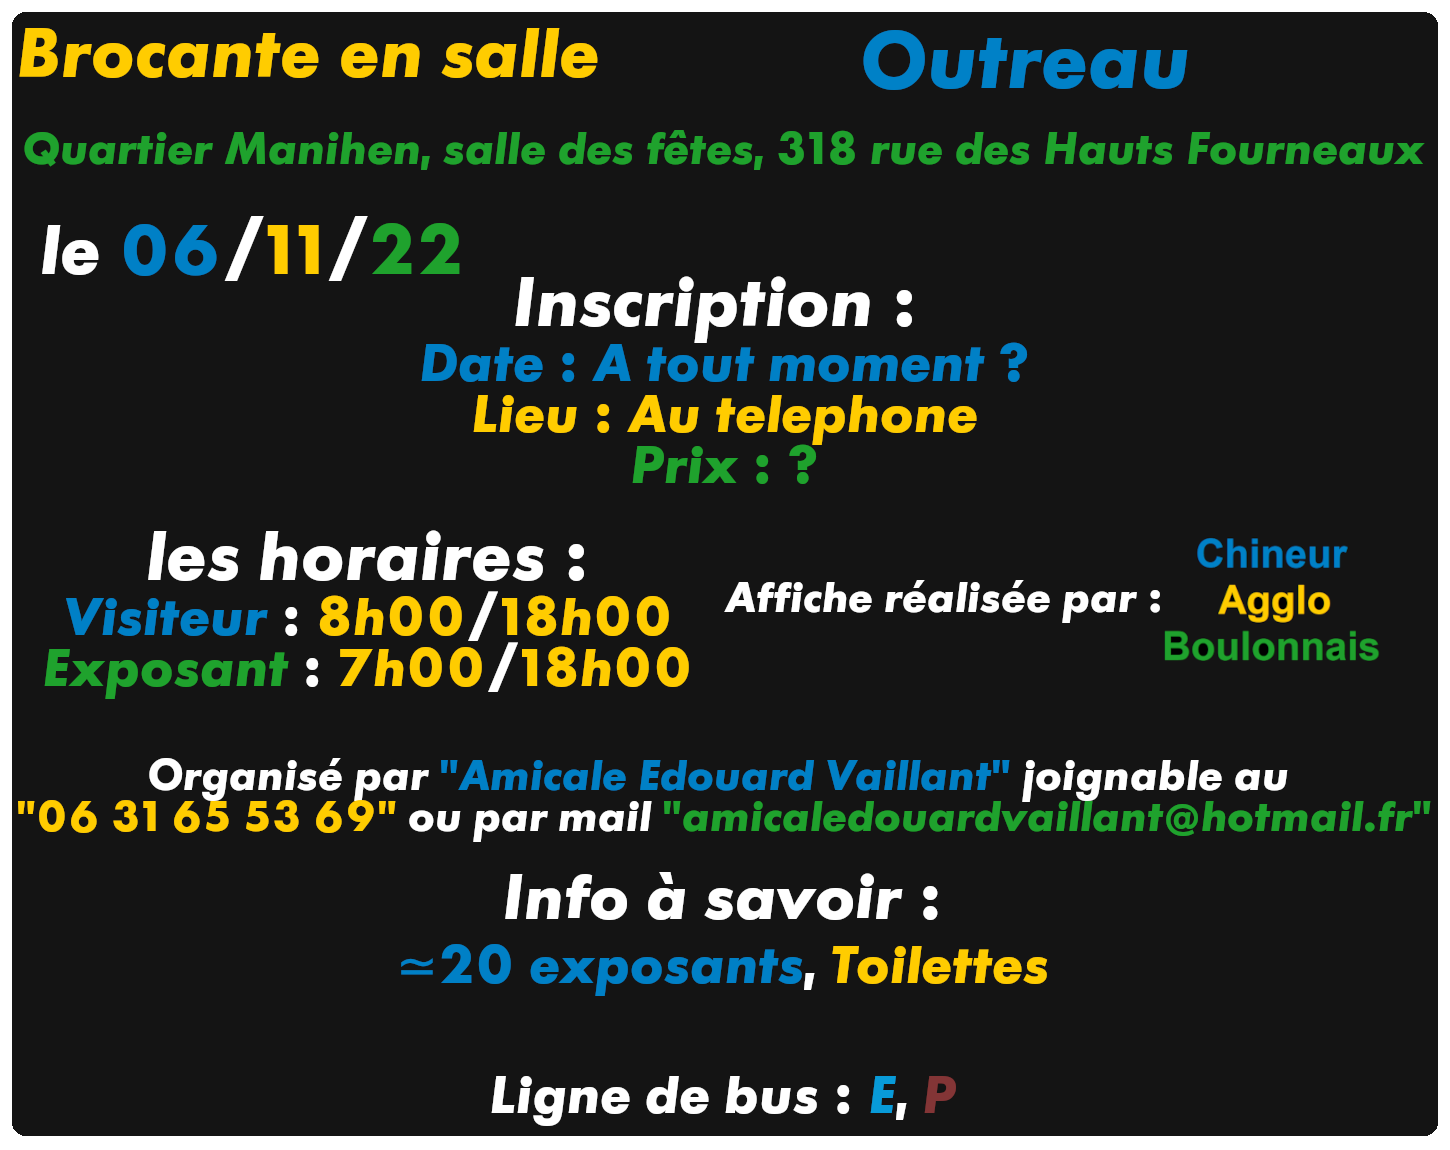 Brocante en salle
Outreau
Quartier Manihen, salle des fêtes, 318 rue des Hauts Fourneaux
le 06/11/22
Inscription :
Date : A tout moment ?
Lieu : Au telephone
Prix : ?
les horaires :
Visiteur : 8h00/18h00
Exposant : 7h00/18h00
Affiche réalisée par :
Chineur
Agglo
Boulonnais
Organisé par "Amicale Edouard Vaillant" joignable au
"06 31 65 53 69" ou par mail "amicaledouardvaillant@hotmail.fr"
Info à savoir :
≃20 exposants, Toilettes
Ligne de bus : E, P